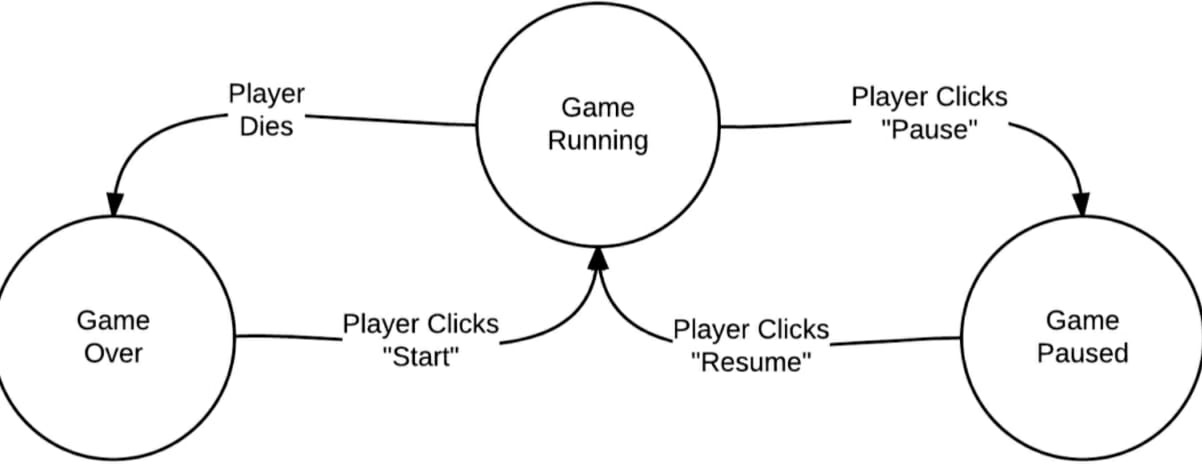 Player
Dies
Game
Running
Player Clicks
"Pause"
Game
Over
Player Clicks
"Start"
Player Clicks
"Resume"
Game
Paused